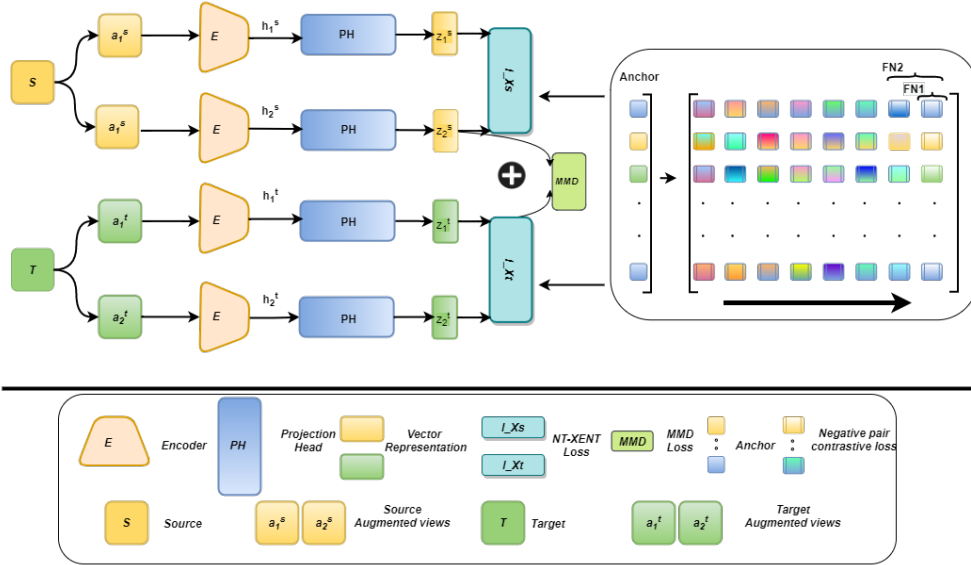 S
a₁ˢ
E
h₁ˢ
PH
z₁ˢ
l_Xs
a₁ˢ
E
h₂ˢ
PH
z₂ˢ
MMD
T
a₁ᵗ
E
h₁ᵗ
PH
z₁ᵗ
l_Xt
a₂ᵗ
E
h₂ᵗ
PH
z₂ᵗ
Anchor
FN2
FN1
E
Encoder
PH
Projection
Head
Vector
Representation
l_Xs
l_Xt
NT-XENT
Loss
MMD
MMD
Loss
Anchor
Negative pair
contrastive loss
S
Source
a₁ˢ
a₂ˢ
Source
Augmented views
T
Target
a₁ᵗ
a₂ᵗ
Target
Augmented views